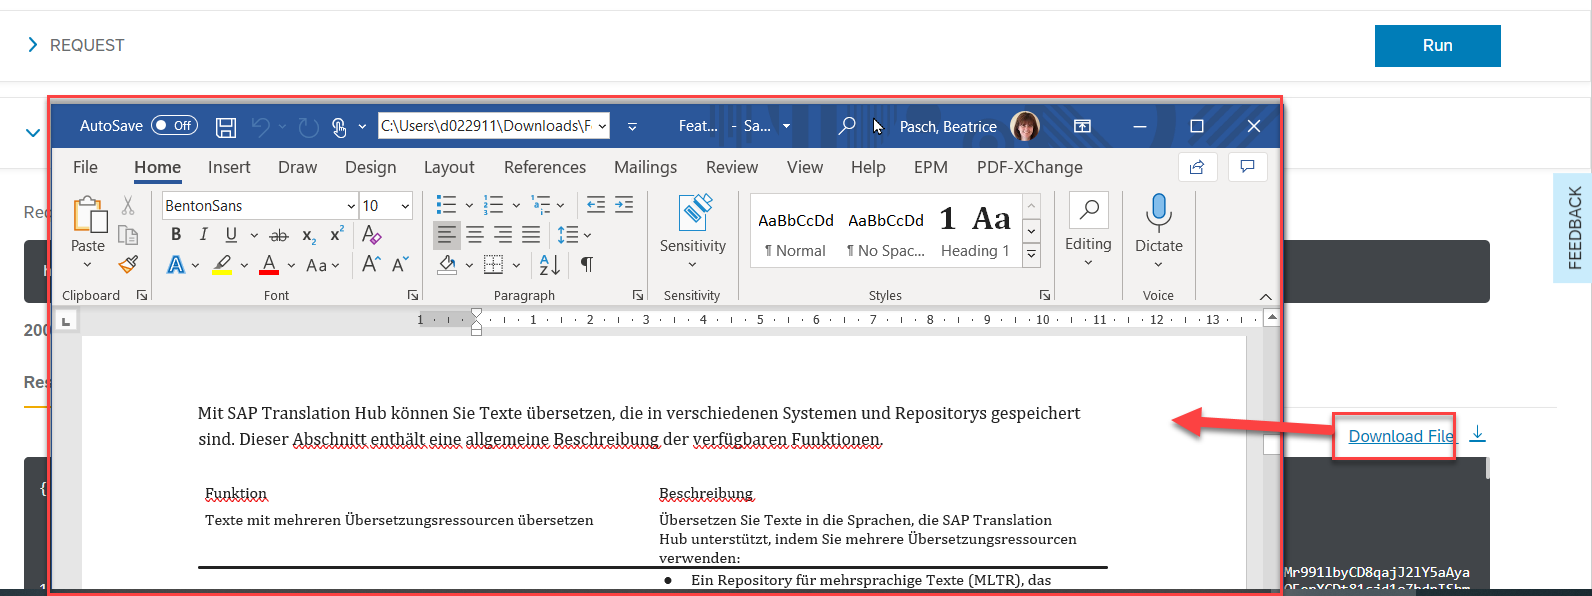 REQUEST
Run
AutoSave Off C:\Users\d022911\Downloads\F Feat... - Sa... Pasch, Beatrice
File Home Insert Draw Design Layout References Mailings Review View Help EPM PDF-XChange
FEEDBACK
Paste
BentonSans 10
B I U ab x2 x2 A
A A Aa A A
AaBbCcDd AaBbCcDd 1 Aa
¶ Normal ¶ No Spac... Heading 1
Sensitivity
Editing
Dictate
Clipboard Font Paragraph Sensitivity Styles Voice
L 1 1 2 3 4 5 6 7 8 9 10 11 12 13
200
Mit SAP Translation Hub können Sie Texte übersetzen, die in verschiedenen Systemen und Repositorys gespeichert
sind. Dieser Abschnitt enthält eine allgemeine Beschreibung der verfügbaren Funktionen.
Download File
{
Funktion Beschreibung
Texte mit mehreren Übersetzungsressourcen übersetzen Übersetzen Sie Texte in die Sprachen, die SAP Translation
Hub unterstützt, indem Sie mehrere Übersetzungsressourcen
verwenden:
● Ein Repository für mehrsprachige Texte (MLTR), das